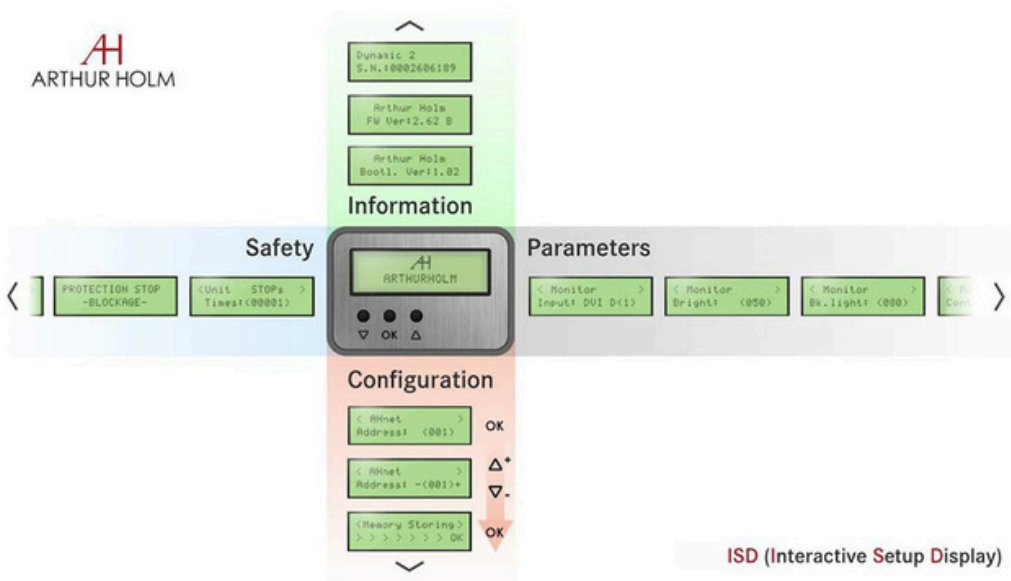 AH
ARTHUR HOLM
Dynamic 2
S.N.:0002606189
Arthur Holm
FW Ver:2.62 B
Arthur Holm
Bootl. Ver:1.02
Information
Safety
Parameters
PROTECTION STOP
-BLOCKAGE-
<Unit STOPs >
Times:(00001)
AH
ARTHURHOLM
▽ OK △
< Monitor >
Input: DVI D(1)
< Monitor >
Bright: (050)
< Monitor >
Bk.light: (080)
Configuration
< AHnet >
Address: (001)
OK
< AHnet >
Address: -(001)+
△+
▽-
<Memory Storing>
> > > > > > > OK
OK
ISD (Interactive Setup Display)